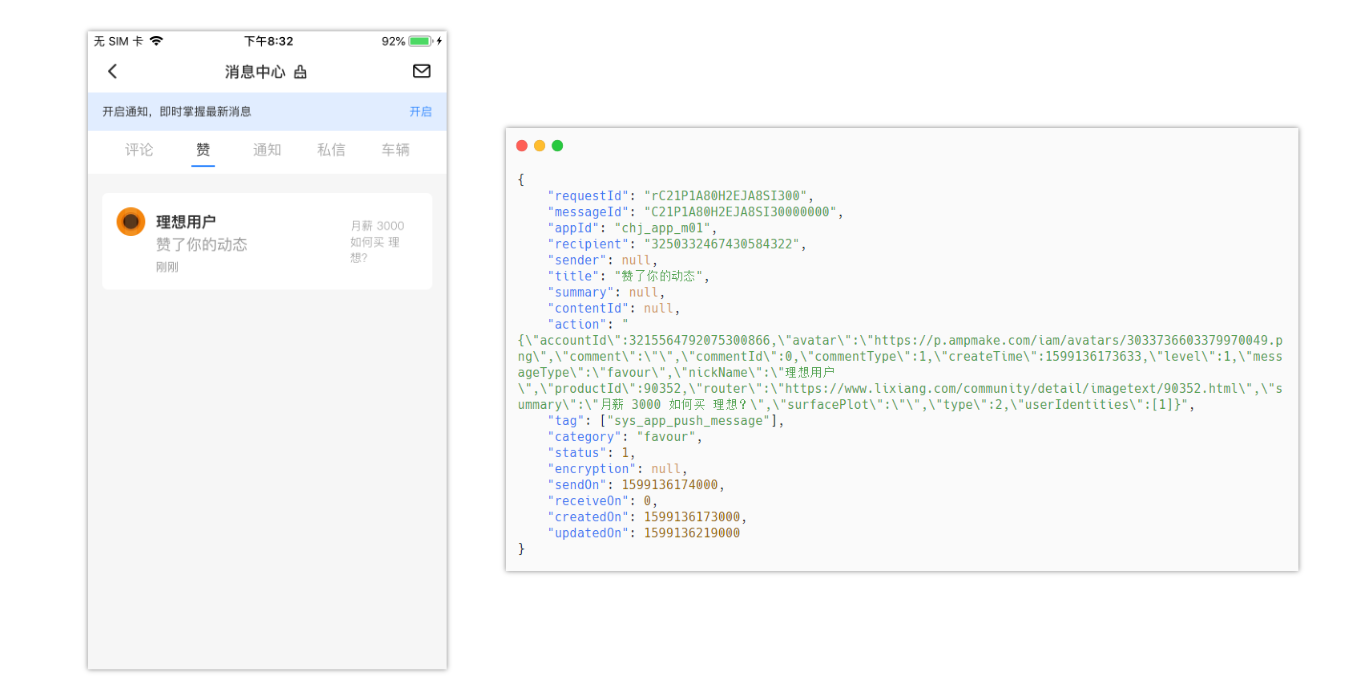 无 SIM 卡
下午8:32
92%
消息中心
开启通知，即时掌握最新消息
开启
评论
赞
通知
私信
车辆
理想用户
赞了你的动态
刚刚
月薪 3000
如何买 理
想?
{
"requestId": "rC21P1A80H2EJA8SI300",
"messageId": "C21P1A80H2EJA8SI30000000",
"appId": "chj_app_m01",
"recipient": "3250332467430584322",
"sender": null,
"title": "赞了你的动态",
"summary": null,
"contentId": null,
"action": "
{\"accountId\":3215564792075300866,\"avatar\":\"https://p.ampmake.com/iam/avatars/3033736603379970049.p
ng\",\"comment\":\"\",\"commentId\":0,\"commentType\":1,\"createTime\":1599136173633,\"level\":1,\"mess
ageType\":\"favour\",\"nickName\":\"理想用户
\",\"productId\":90352,\"router\":\"https://www.lixiang.com/community/detail/imagetext/90352.html\",\"s
ummary\":\"月薪 3000 如何买 理想？\",\"surfacePlot\":\"\",\"type\":2,\"userIdentities\":[1]}",
"tag": ["sys_app_push_message"],
"category": "favour",
"status": 1,
"encryption": null,
"sendOn": 1599136174000,
"receiveOn": 0,
"createdOn": 1599136173000,
"updatedOn": 1599136219000
}